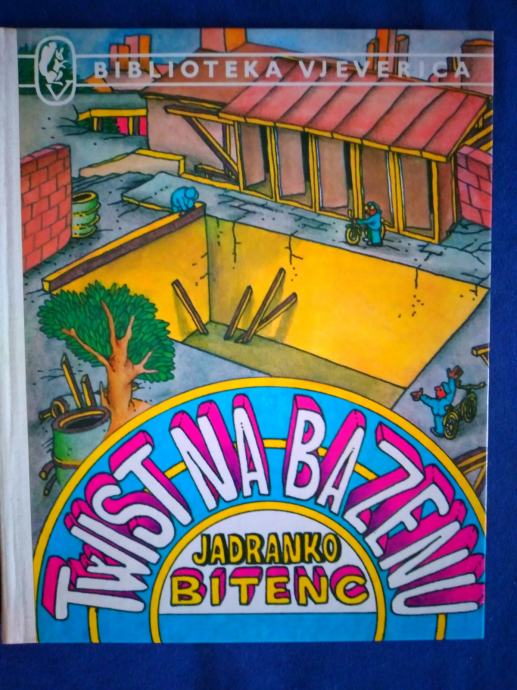 BIBLIOTEKA VJEVERICA
TWIST NA BAZENU
JADRANKO
BITENC